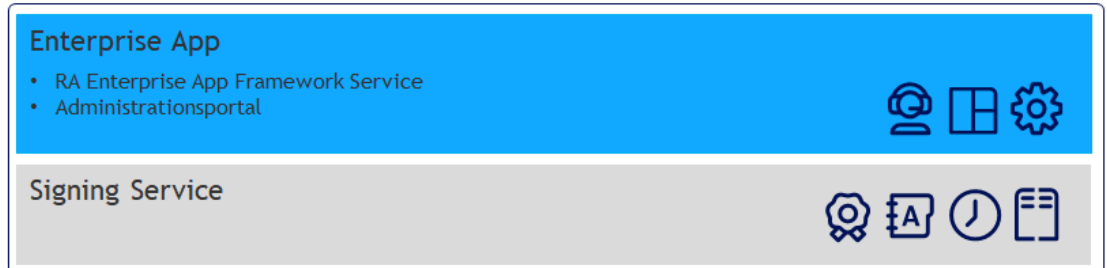 Enterprise App
• RA Enterprise App Framework Service
• Administrationsportal
Signing Service
A